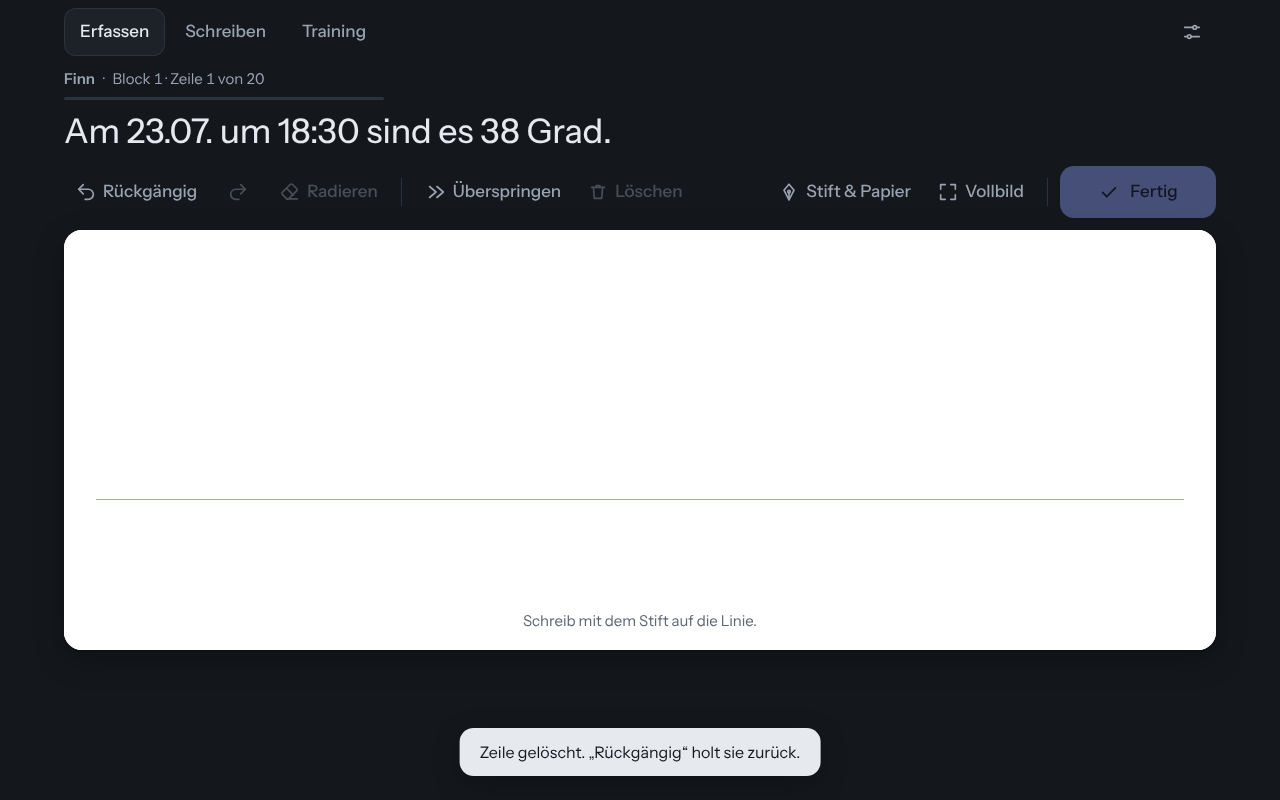 Erfassen Schreiben Training
Finn · Block 1 · Zeile 1 von 20
Am 23.07. um 18:30 sind es 38 Grad.
Rückgängig Radieren Überspringen Löschen Stift & Papier Vollbild Fertig
Schreib mit dem Stift auf die Linie.
Zeile gelöscht. „Rückgängig“ holt sie zurück.